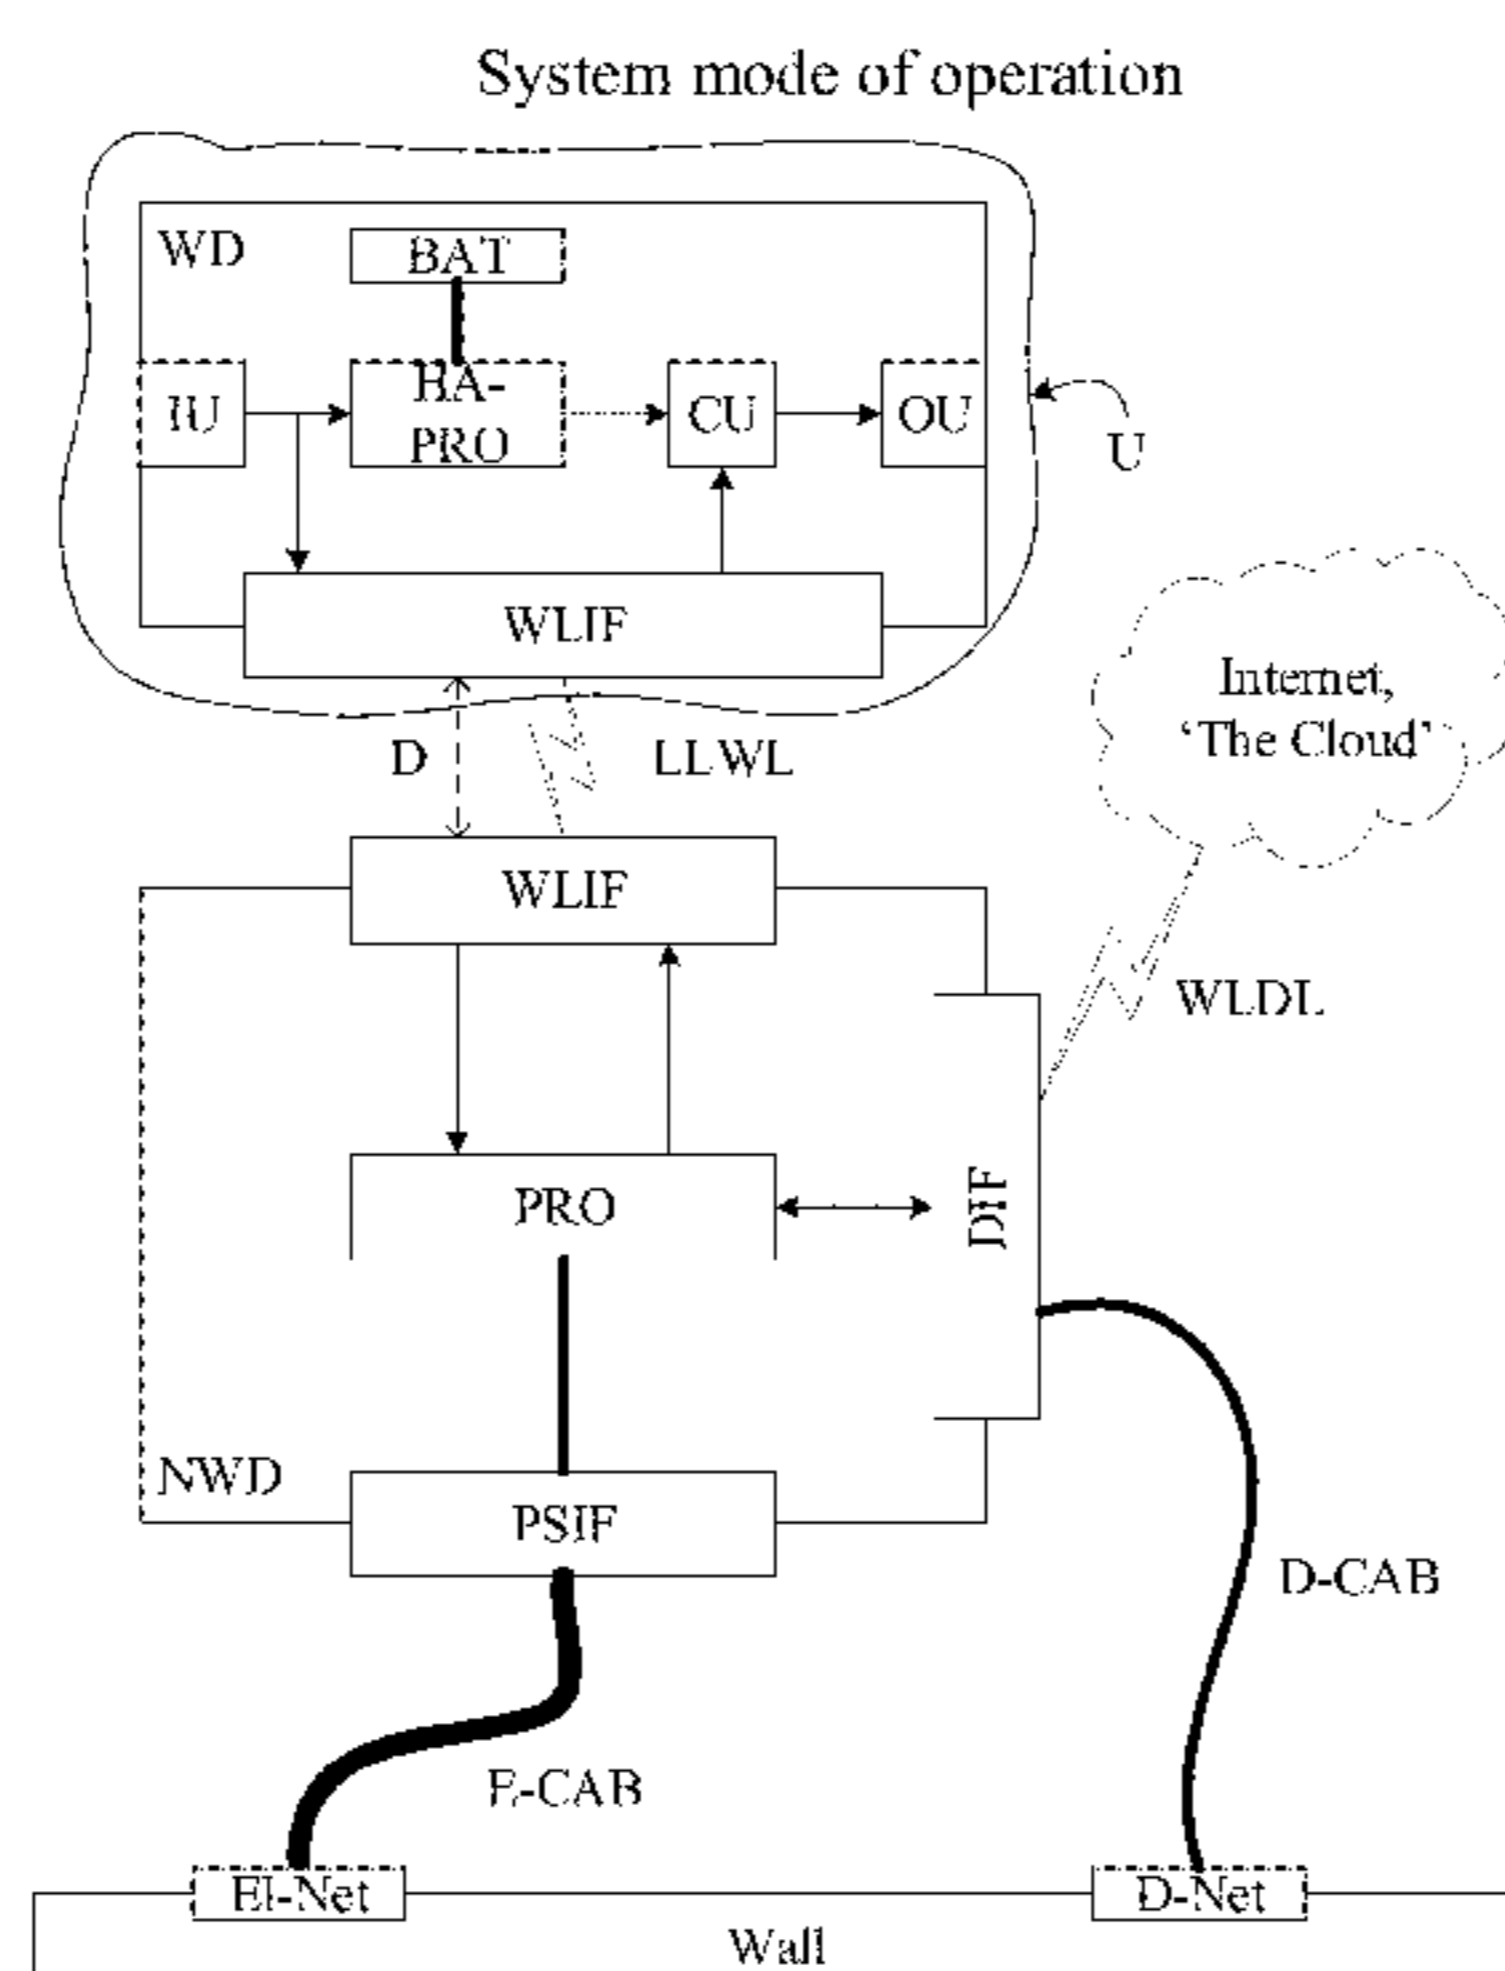 System mode of operation
WD
BAT
IU
HA-
PRO
CU
OU
U
WLIF
D
LLWL
Internet,
‘The Cloud’
WLIF
WLDL
PRO
DIF
NWD
PSIF
D-CAB
E-CAB
El-Net
D-Net
Wall